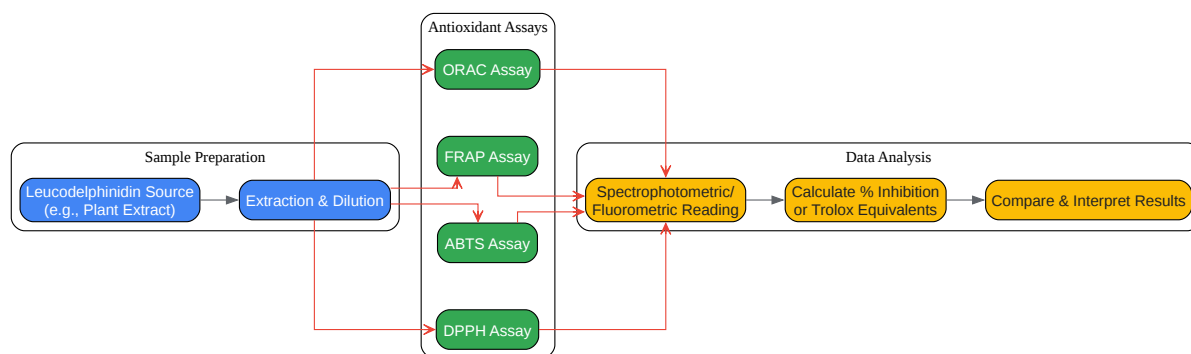 Antioxidant Assays
ORAC Assay
FRAP Assay
ABTS Assay
DPPH Assay
Sample Preparation
Leucodelphinidin Source
(e.g., Plant Extract)
Extraction & Dilution
Data Analysis
Spectrophotometric/
Fluorometric Reading
Calculate % Inhibition
or Trolox Equivalents
Compare & Interpret Results